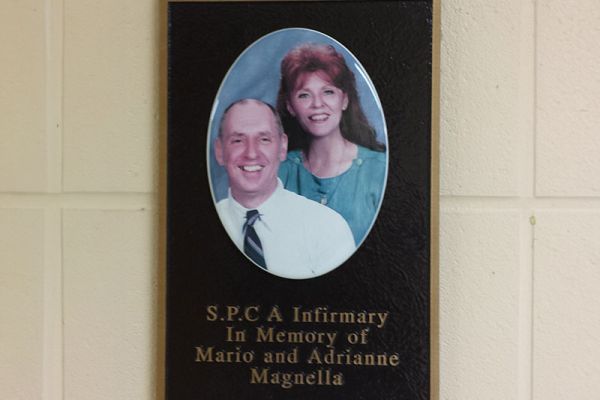 S.P.C A Infirmary
In Memory of
Mario and Adrianne
Magnella